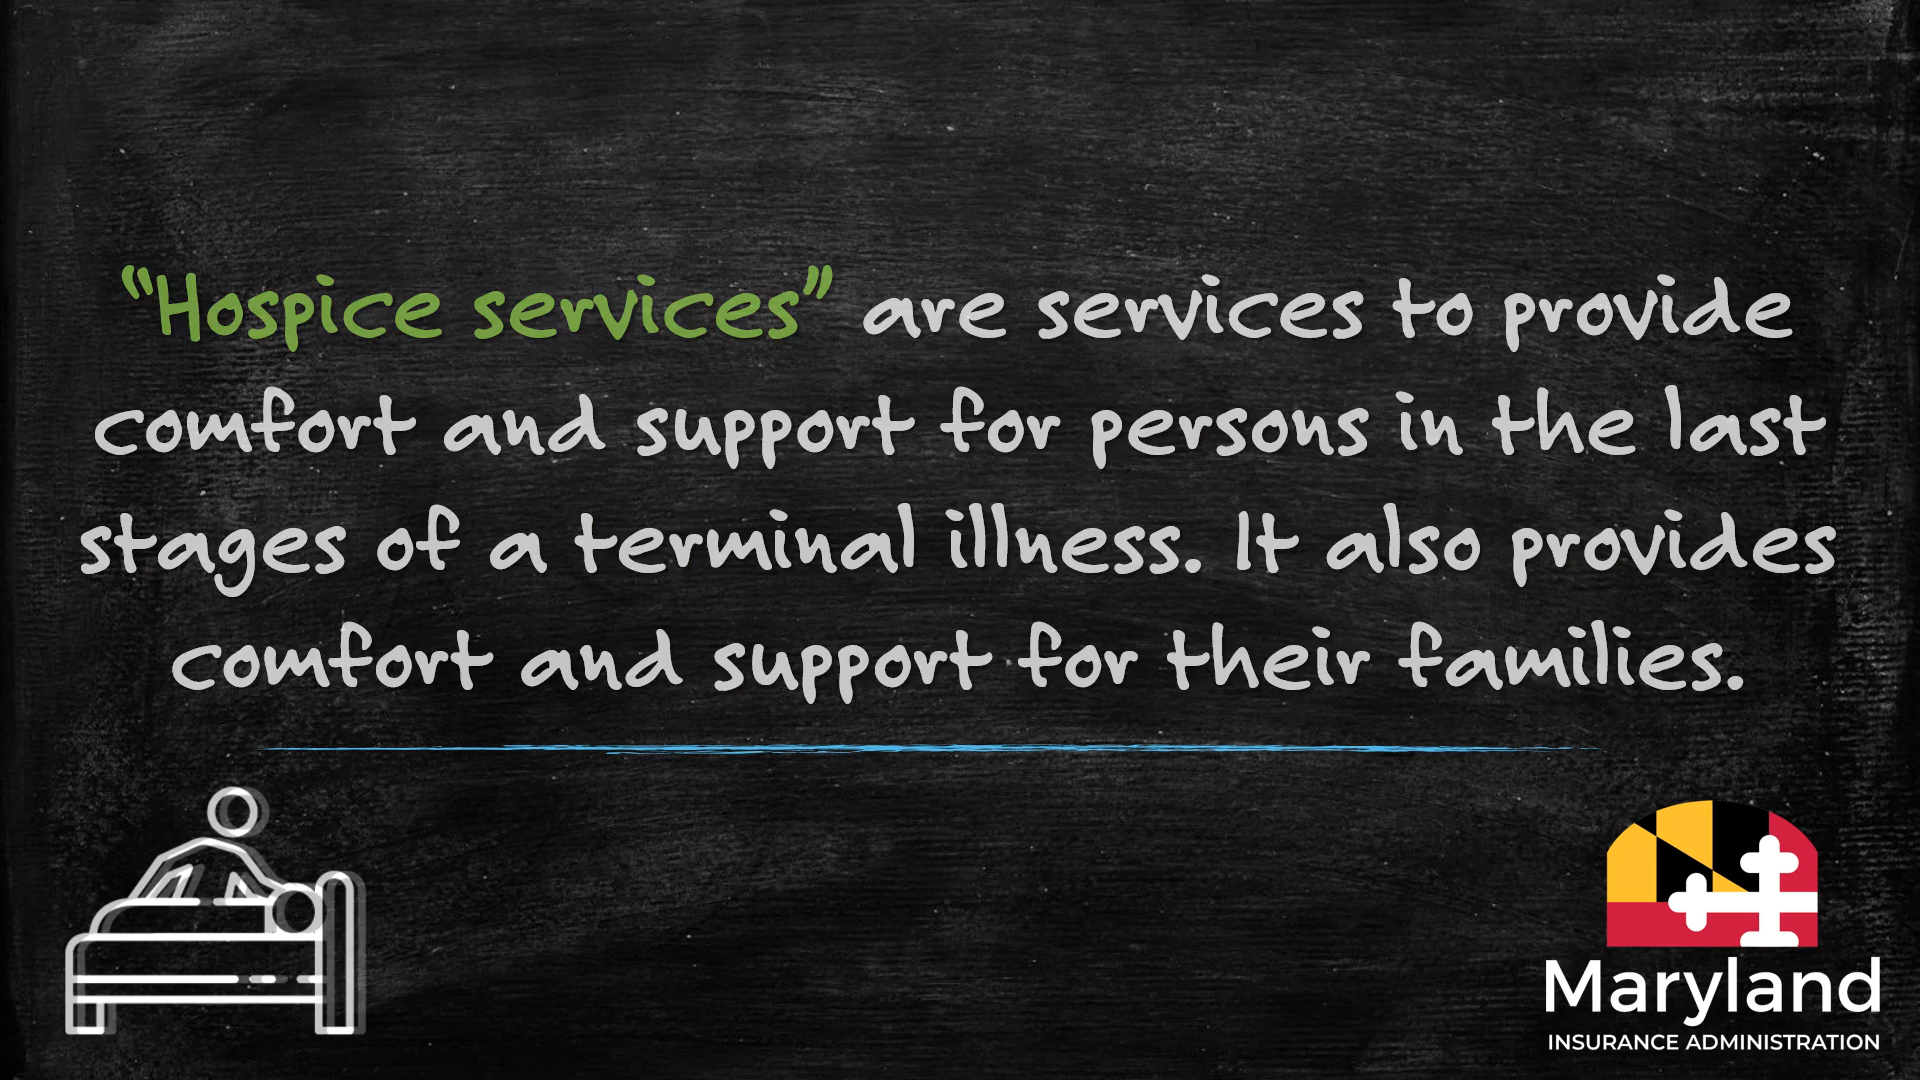 “Hospice services” are services to provide
comfort and support for persons in the last
stages of a terminal illness. It also provides
comfort and support for their families.
Maryland
INSURANCE ADMINISTRATION